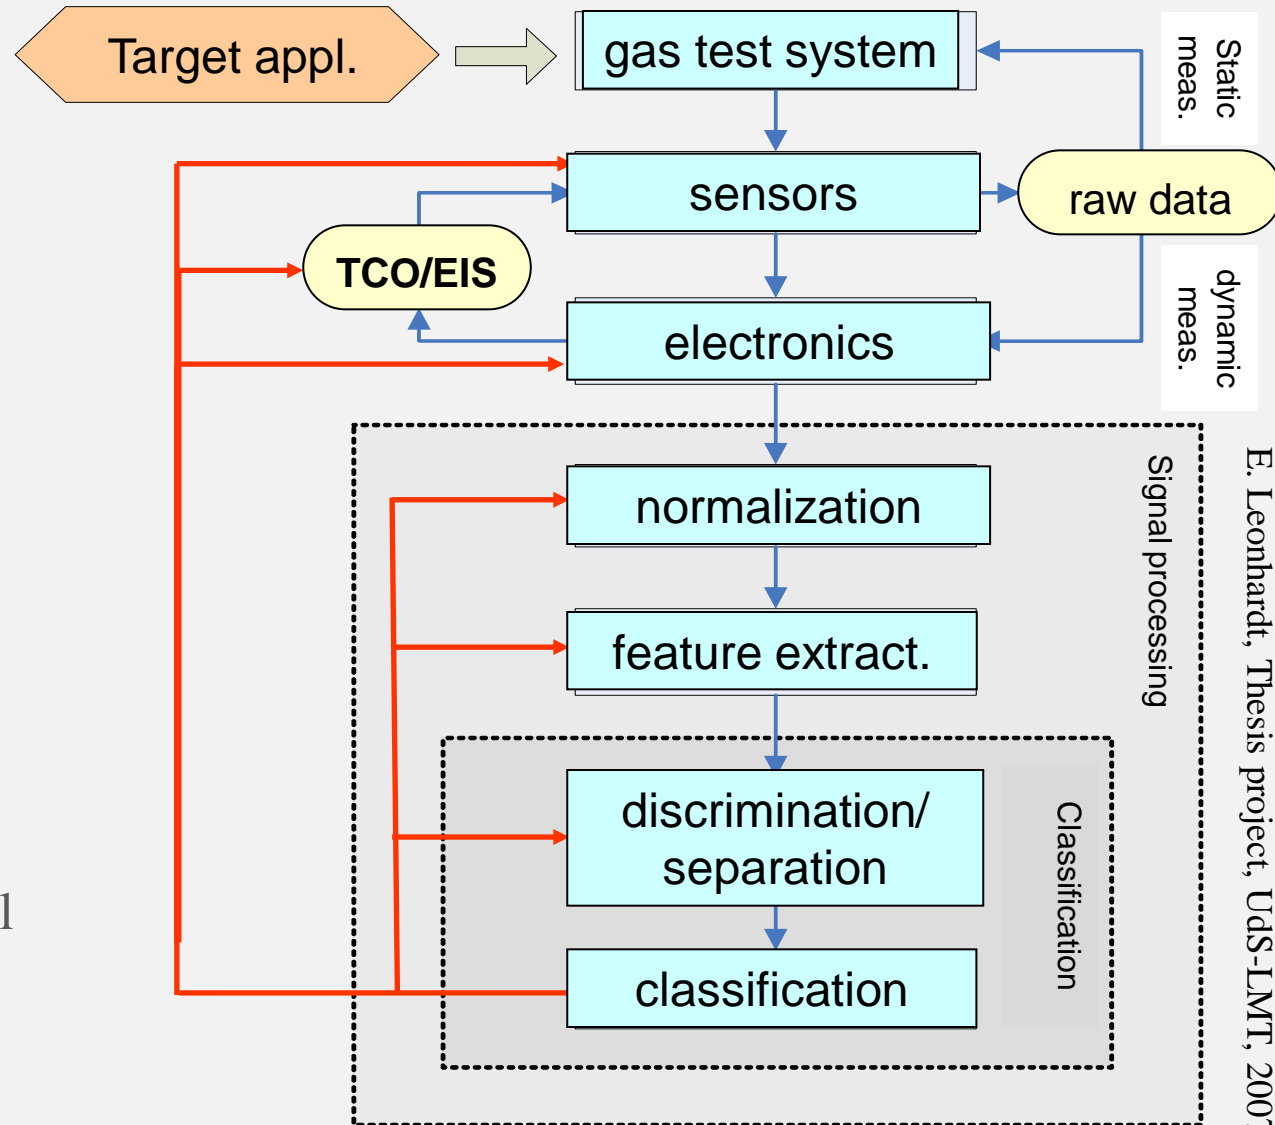 Target appl.
gas test system
Static
meas.
sensors
raw data
TCO/EIS
dynamic
meas.
electronics
Signal processing
normalization
feature extract.
Classification
discrimination/
separation
classification
E. Leonhardt, Thesis project, UdS-LMT,